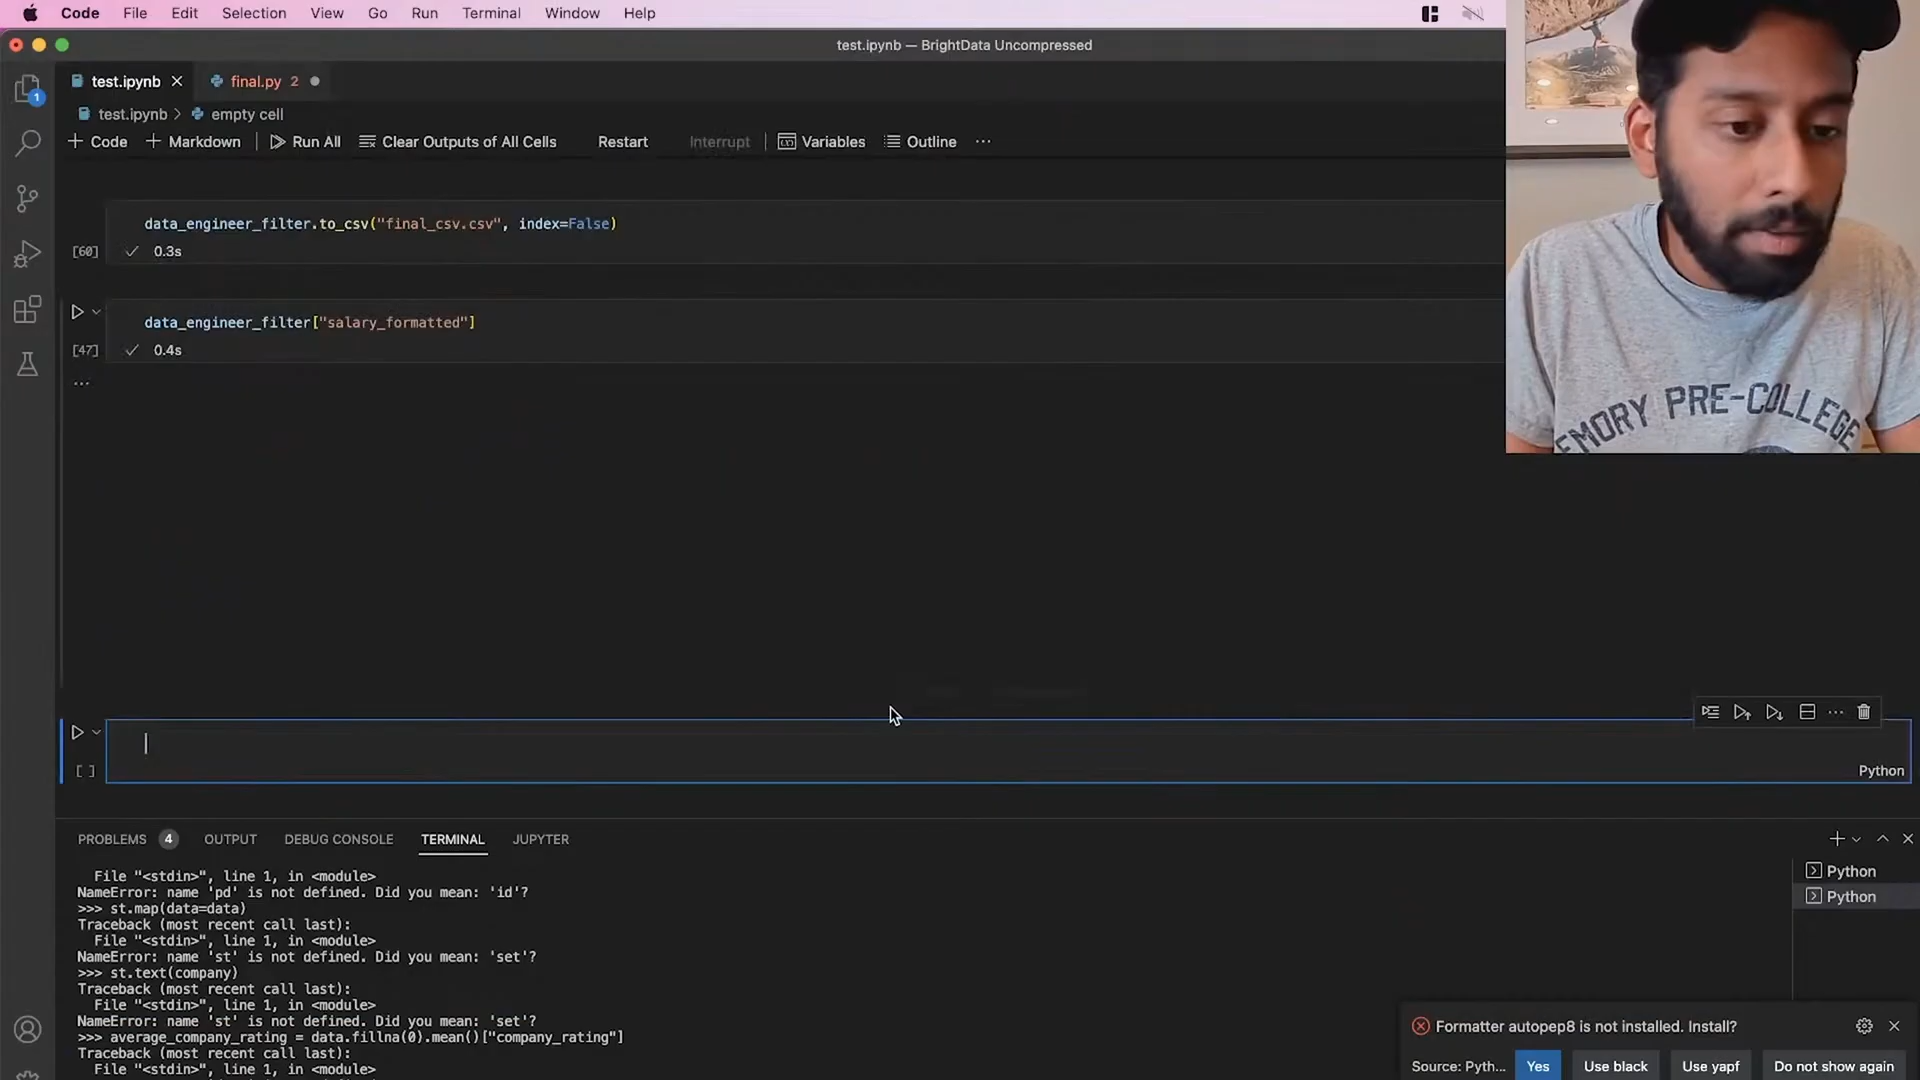 Code File Edit Selection View Go Run Terminal Window Help
test.ipynb — BrightData Uncompressed
test.ipynb final.py 2
1
test.ipynb > empty cell
+ Code + Markdown Run All Clear Outputs of All Cells Restart Interrupt Variables Outline ...
data_engineer_filter.to_csv("final_csv.csv", index=False)
[60] ✓ 0.3s
data_engineer_filter["salary_formatted"]
[47] ✓ 0.4s
...
EMORY PRE-COLLEGE
[ ]
Python
PROBLEMS 4 OUTPUT DEBUG CONSOLE TERMINAL JUPYTER
File "<stdin>", line 1, in <module>
NameError: name 'pd' is not defined. Did you mean: 'id'?
>>> st.map(data=data)
Traceback (most recent call last):
File "<stdin>", line 1, in <module>
NameError: name 'st' is not defined. Did you mean: 'set'?
>>> st.text(company)
Traceback (most recent call last):
File "<stdin>", line 1, in <module>
NameError: name 'st' is not defined. Did you mean: 'set'?
>>> average_company_rating = data.fillna(0).mean()["company_rating"]
Traceback (most recent call last):
File "<stdin>", line 1, in <module>
Python
Python
Formatter autopep8 is not installed. Install?
Source: Pyth... Yes Use black Use yapf Do not show again